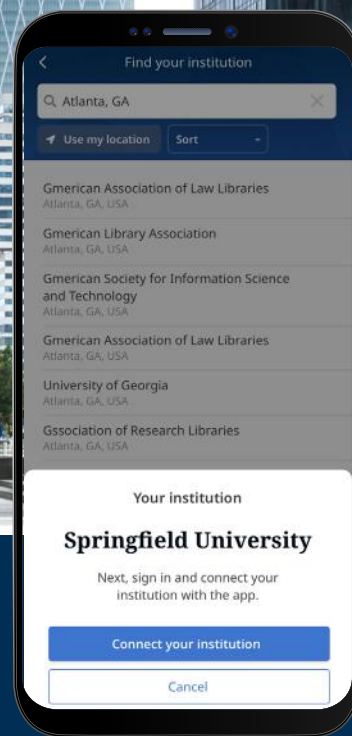 Find your institution
Atlanta, GA
Use my location
Sort
Gmerican Association of Law Libraries
Atlanta, GA, USA
Gmerican Library Association
Atlanta, GA, USA
Gmerican Society for Information Science
and Technology
Atlanta, GA, USA
Gmerican Association of Law Libraries
Atlanta, GA, USA
University of Georgia
Atlanta, GA, USA
Gssociation of Research Libraries
Atlanta, GA, USA
Your institution
Springfield University
Next, sign in and connect your
institution with the app.
Connect your institution
Cancel